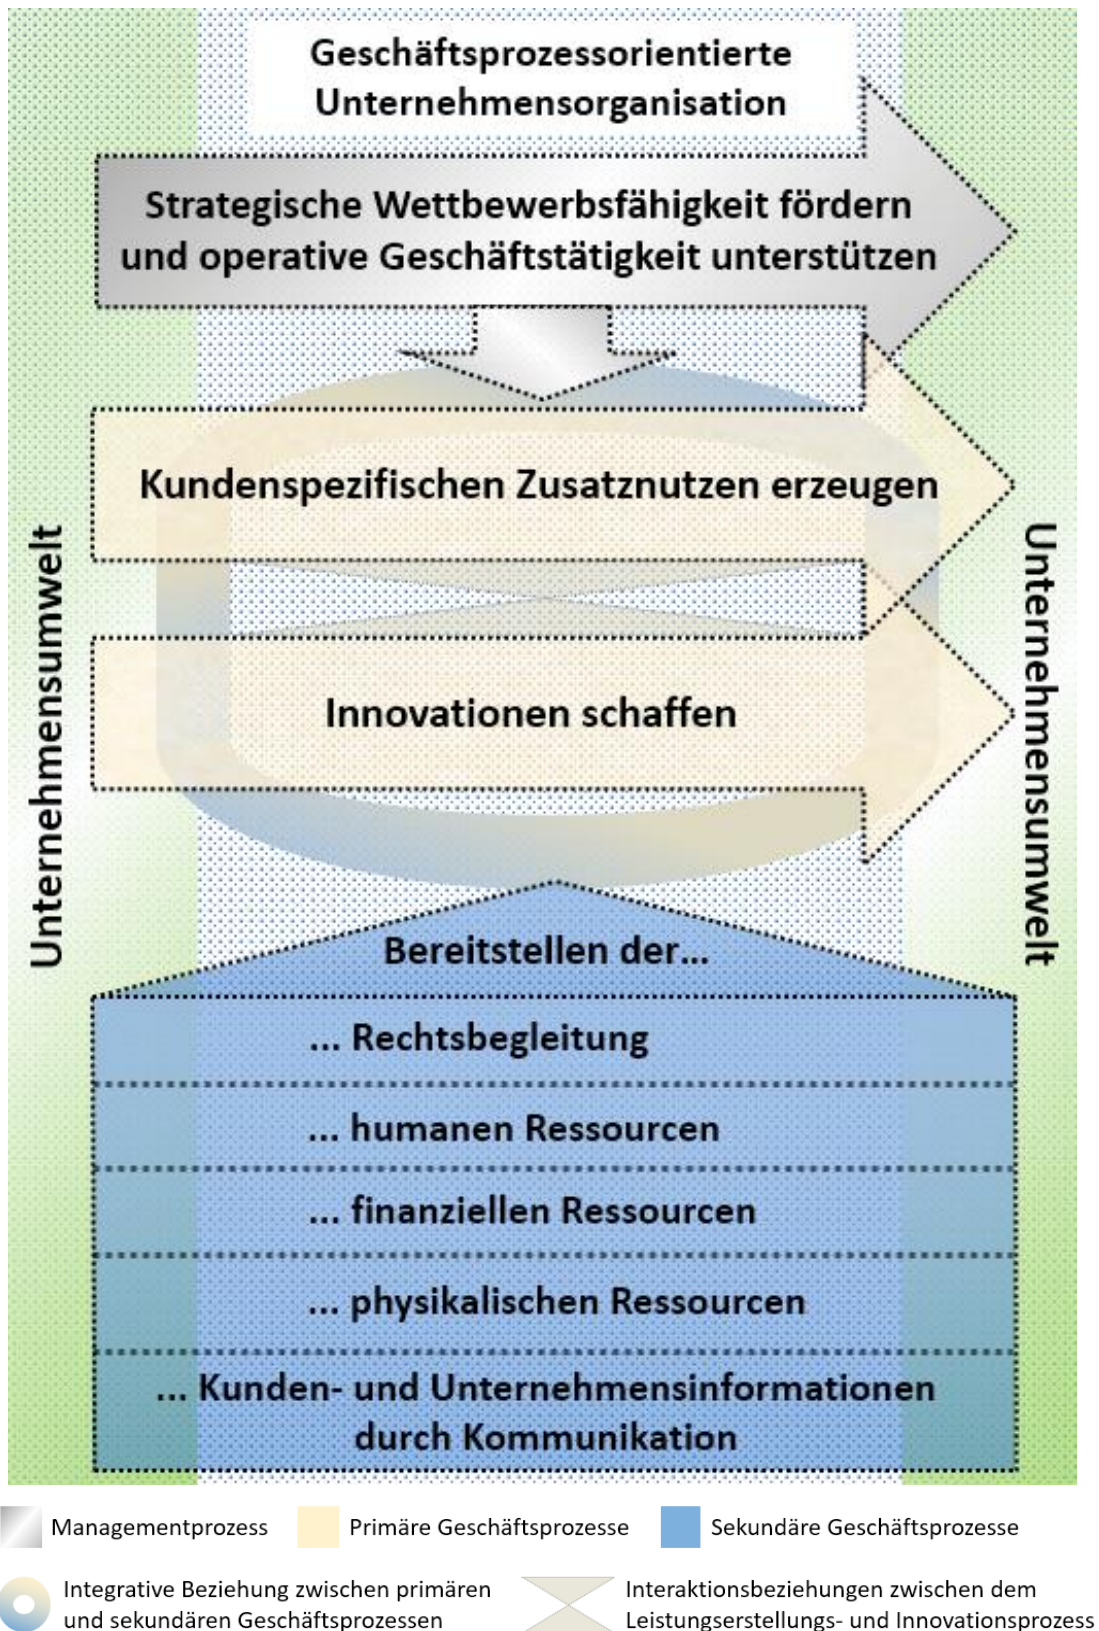 Geschäftsprozessorientierte
Unternehmensorganisation
Strategische Wettbewerbsfähigkeit fördern
und operative Geschäftstätigkeit unterstützen
Kundenspezifischen Zusatznutzen erzeugen
Unternehmensumwelt
Unternehmensumwelt
Innovationen schaffen
Bereitstellen der...
... Rechtsbegleitung
... humanen Ressourcen
... finanziellen Ressourcen
... physikalischen Ressourcen
... Kunden- und Unternehmensinformationen
durch Kommunikation
Managementprozess
Primäre Geschäftsprozesse
Sekundäre Geschäftsprozesse
Integrative Beziehung zwischen primären
und sekundären Geschäftsprozessen
Interaktionsbeziehungen zwischen dem
Leistungserstellungs- und Innovationsprozess